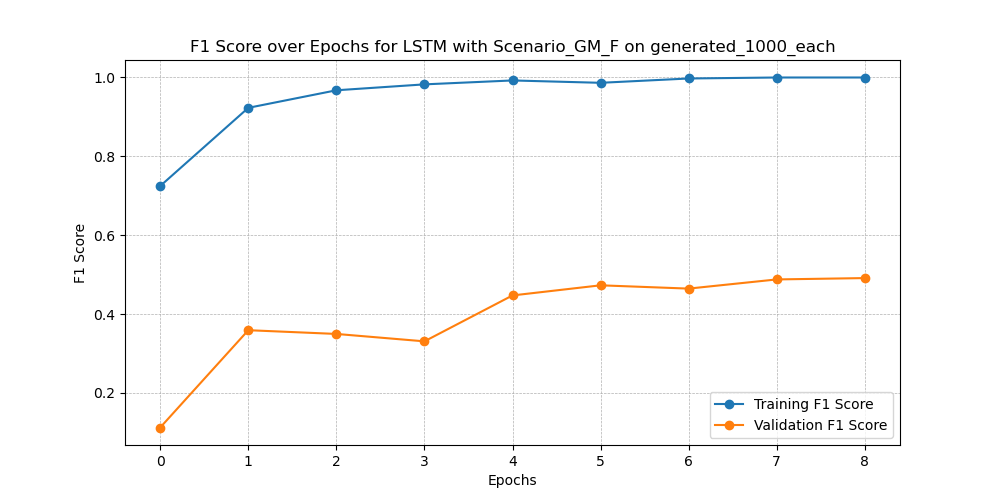 F1 Score over Epochs for LSTM with Scenario_GM_F on generated_1000_each
F1 Score
1.0
0.8
0.6
0.4
0.2
Training F1 Score
Validation F1 Score
0 1 2 3 4 5 6 7 8
Epochs